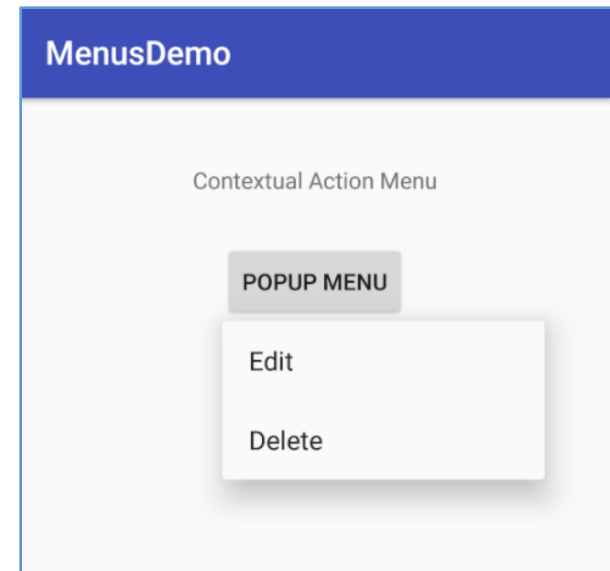 MenusDemo
Contextual Action Menu
POPUP MENU
Edit
Delete